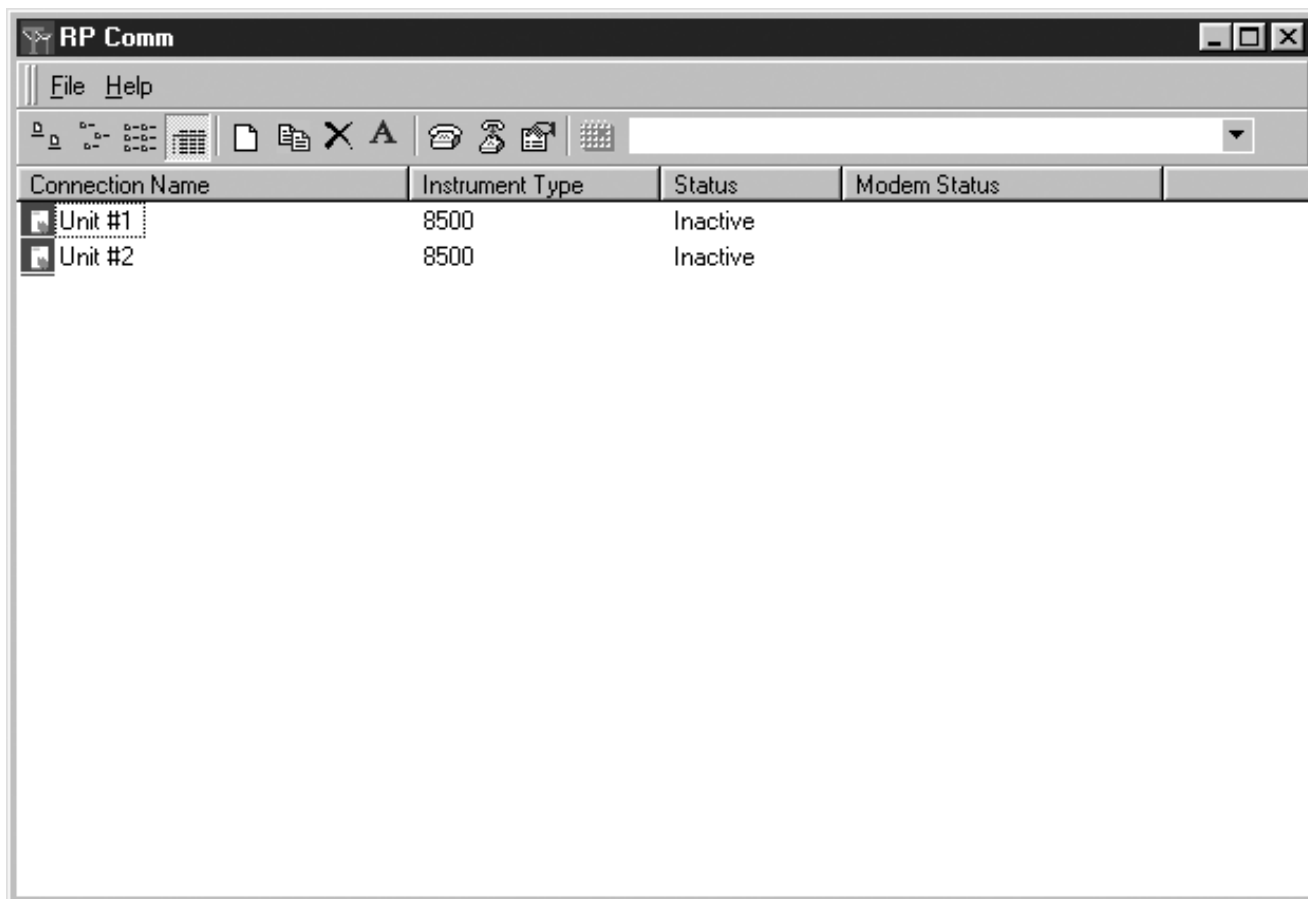 RP Comm
File Help
A
Connection Name Instrument Type Status Modem Status
Unit #1 8500 Inactive
Unit #2 8500 Inactive